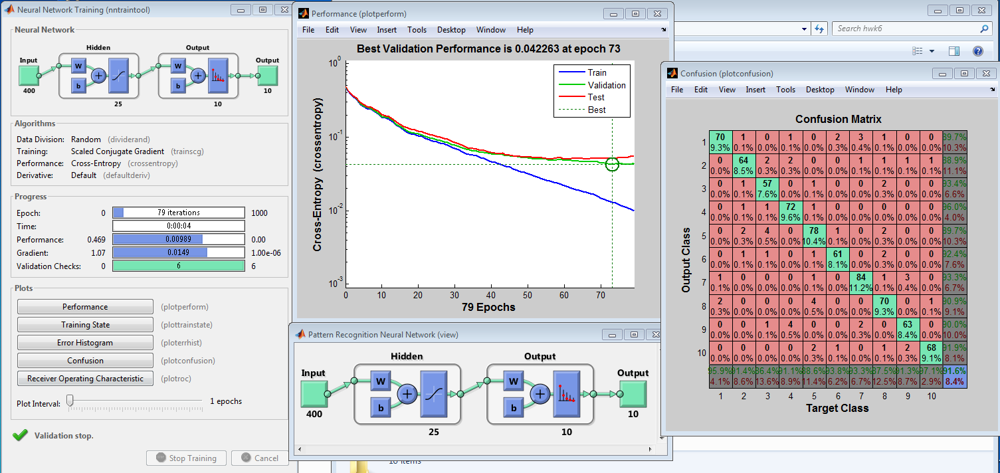 Neural Network Training (nntraintool)
Neural Network
Hidden
Output
Input
Output
W
b
W
b
400
10
25
10
Algorithms
Data Division: Random (dividerand)
Training: Scaled Conjugate Gradient (trainscg)
Performance: Cross-Entropy (crossentropy)
Derivative: Default (defaultderiv)
Progress
Epoch: 0 79 iterations 1000
Time: 0:00:04
Performance: 0.469 0.00989 0.00
Gradient: 1.07 0.0149 1.00e-06
Validation Checks: 0 6 6
Plots
Performance (plotperform)
Training State (plottrainstate)
Error Histogram (ploterrhist)
Confusion (plotconfusion)
Receiver Operating Characteristic (plotroc)
Plot Interval: 1 epochs
Validation stop.
Stop Training Cancel
Performance (plotperform)
File Edit View Insert Tools Desktop Window Help
Best Validation Performance is 0.042263 at epoch 73
Train
Validation
Test
Best
10^0
10^-1
10^-2
10^-3
Cross-Entropy (crossentropy)
0 10 20 30 40 50 60 70
79 Epochs
Pattern Recognition Neural Network (view)
Hidden
Output
Input
Output
W
b
W
b
400
10
25
10
10 items
Search hwk6
Confusion (plotconfusion)
File Edit View Insert Tools Desktop Window Help
Confusion Matrix
Output Class
1 70 1 0 1 0 2 3 1 0 0 89.7%
9.3% 0.1% 0.0% 0.1% 0.0% 0.3% 0.4% 0.1% 0.0% 0.0% 10.3%
2 0 64 2 2 0 0 1 1 1 1 88.9%
0.0% 8.5% 0.3% 0.3% 0.0% 0.0% 0.1% 0.1% 0.1% 0.1% 11.1%
3 0 1 57 0 1 0 0 2 0 0 93.4%
0.0% 0.1% 7.6% 0.0% 0.1% 0.0% 0.0% 0.3% 0.0% 0.0% 6.6%
4 0 1 1 72 1 0 0 0 0 0 96.0%
0.0% 0.1% 0.1% 9.6% 0.1% 0.0% 0.0% 0.0% 0.0% 0.0% 4.0%
5 0 2 4 0 78 1 0 2 0 0 89.7%
0.0% 0.3% 0.5% 0.0% 10.4% 0.1% 0.0% 0.3% 0.0% 0.0% 10.3%
6 0 1 1 0 1 61 0 2 0 0 92.4%
0.0% 0.1% 0.1% 0.0% 0.1% 8.1% 0.0% 0.3% 0.0% 0.0% 7.6%
7 1 0 0 0 1 0 84 1 3 0 93.3%
0.1% 0.0% 0.0% 0.0% 0.1% 0.0% 11.2% 0.1% 0.4% 0.0% 6.7%
8 2 0 0 0 4 0 0 70 0 1 90.9%
0.3% 0.0% 0.0% 0.0% 0.5% 0.0% 0.0% 9.3% 0.0% 0.1% 9.1%
9 0 0 1 4 0 0 2 0 63 0 90.0%
0.0% 0.0% 0.1% 0.5% 0.0% 0.0% 0.3% 0.0% 8.4% 0.0% 10.0%
10 0 0 0 0 2 1 0 1 2 68 91.9%
0.0% 0.0% 0.0% 0.0% 0.3% 0.1% 0.0% 0.1% 0.3% 9.1% 8.1%
95.9% 91.4% 86.4% 91.1% 88.6% 93.8% 93.3% 87.5% 91.3% 97.1% 91.6%
4.1% 8.6% 13.6% 8.9% 11.4% 6.2% 6.7% 12.5% 8.7% 2.9% 8.4%
1 2 3 4 5 6 7 8 9 10
Target Class